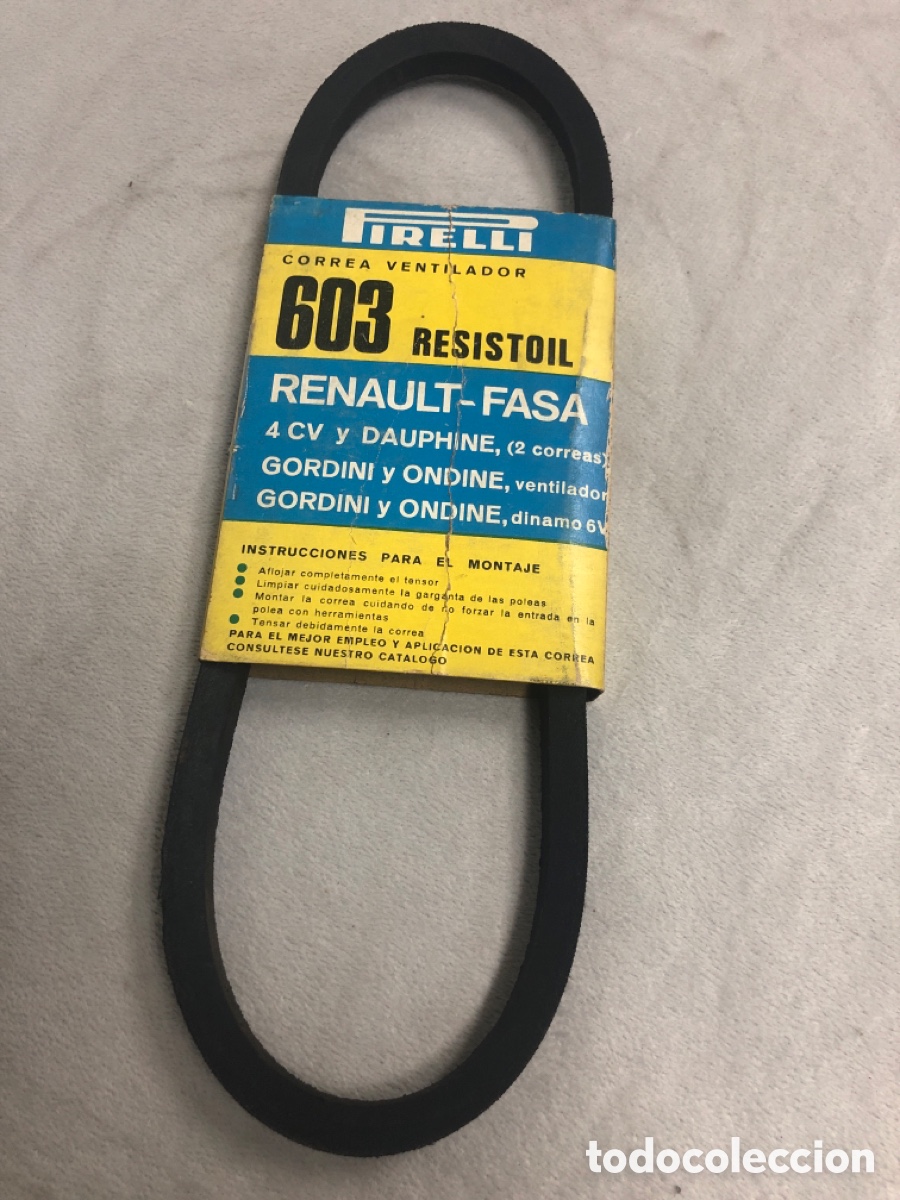 PIRELLI
CORREA VENTILADOR
603 RESISTOIL
RENAULT-FASA
4 CV y DAUPHINE, (2 correas)
GORDINI y ONDINE, ventilador
GORDINI y ONDINE, dinamo 6V
INSTRUCCIONES PARA EL MONTAJE
Aflojar completamente el tensor
Limpiar cuidadosamente la garganta de las poleas
Montar la correa cuidando de no forzar la entrada en la
polea con herramientas
Tensar debidamente la correa
PARA EL MEJOR EMPLEO Y APLICACION DE ESTA CORREA
CONSULTESE NUESTRO CATALOGO
todocoleccion